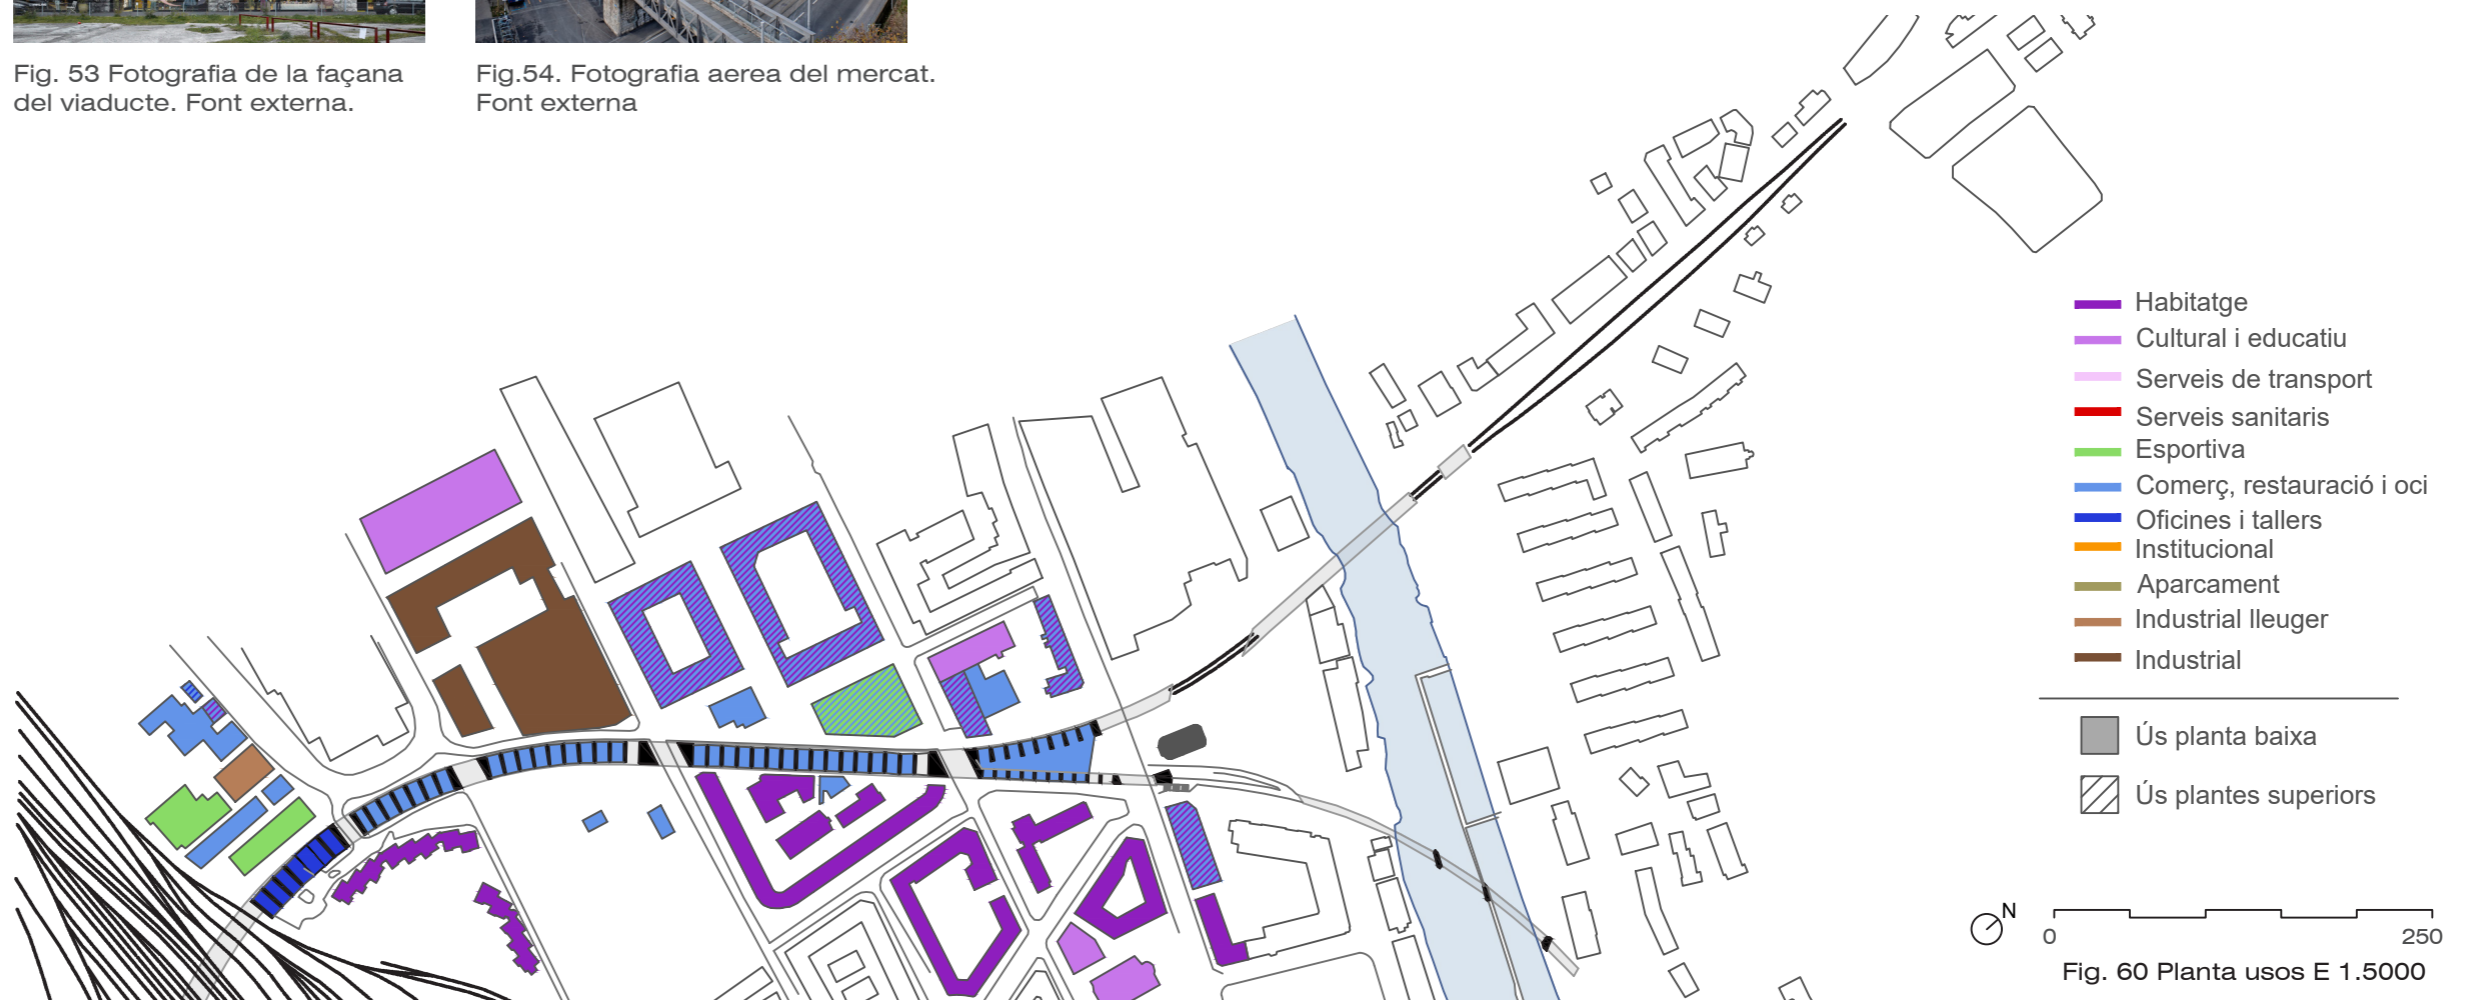 Fig. 53 Fotografia de la façana
del viaducte. Font externa.
Fig.54. Fotografia aerea del mercat.
Font externa
Habitatge
Cultural i educatiu
Serveis de transport
Serveis sanitaris
Esportiva
Comerç, restauració i oci
Oficines i tallers
Institucional
Aparcament
Industrial lleuger
Industrial
Ús planta baixa
Ús plantes superiors
N
0 250
Fig. 60 Planta usos E 1.5000